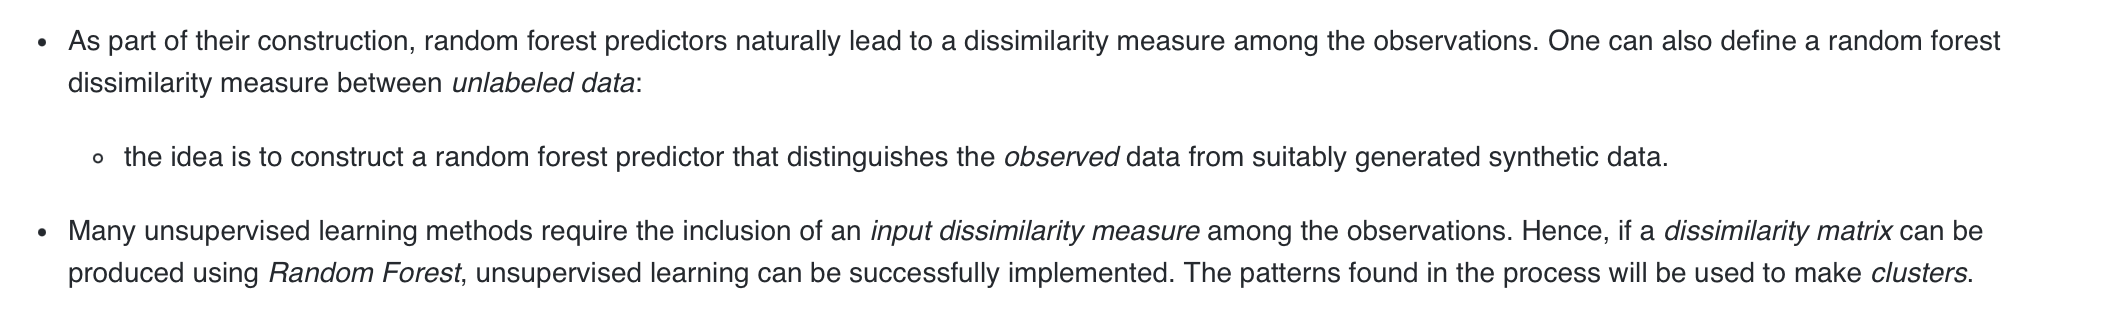 • As part of their construction, random forest predictors naturally lead to a dissimilarity measure among the observations. One can also define a random forest
dissimilarity measure between unlabeled data:
◦ the idea is to construct a random forest predictor that distinguishes the observed data from suitably generated synthetic data.
• Many unsupervised learning methods require the inclusion of an input dissimilarity measure among the observations. Hence, if a dissimilarity matrix can be
produced using Random Forest, unsupervised learning can be successfully implemented. The patterns found in the process will be used to make clusters.